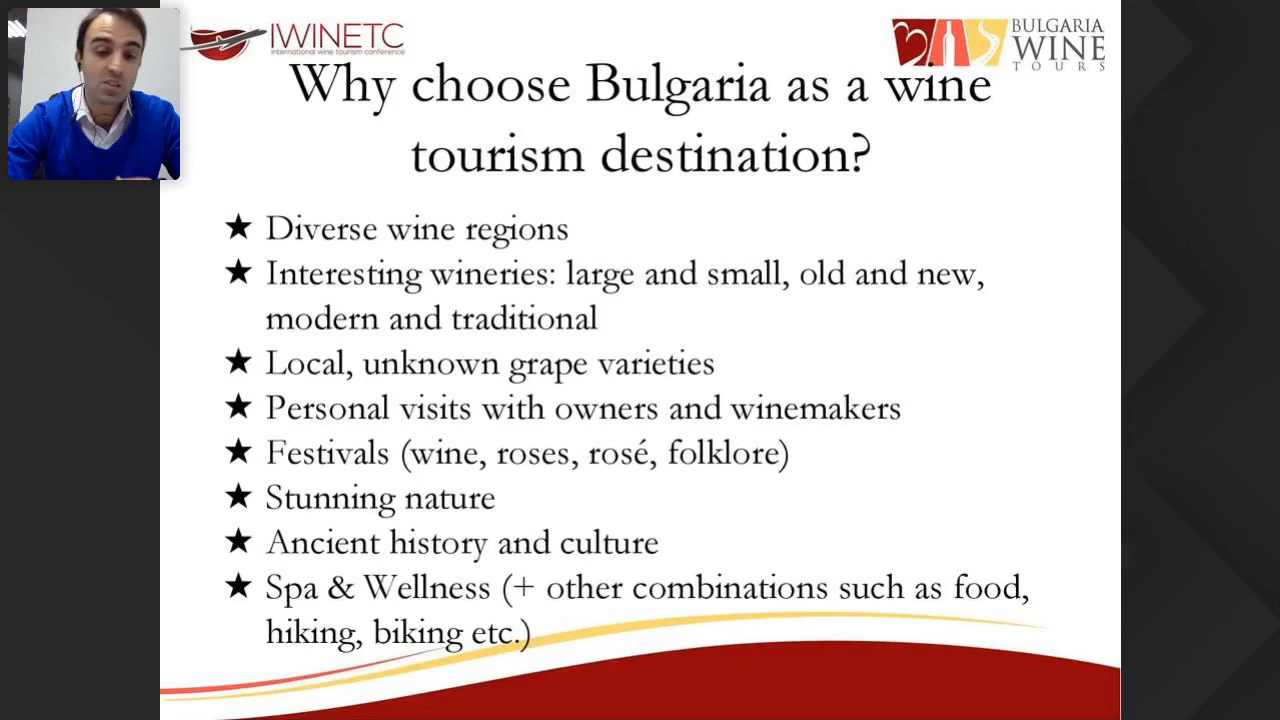 IWINETC
international wine tourism conference
BULGARIA
WINE
TOURS
Why choose Bulgaria as a wine
tourism destination?
★ Diverse wine regions
★ Interesting wineries: large and small, old and new,
modern and traditional
★ Local, unknown grape varieties
★ Personal visits with owners and winemakers
★ Festivals (wine, roses, rosé, folklore)
★ Stunning nature
★ Ancient history and culture
★ Spa & Wellness (+ other combinations such as food,
hiking, biking etc.)